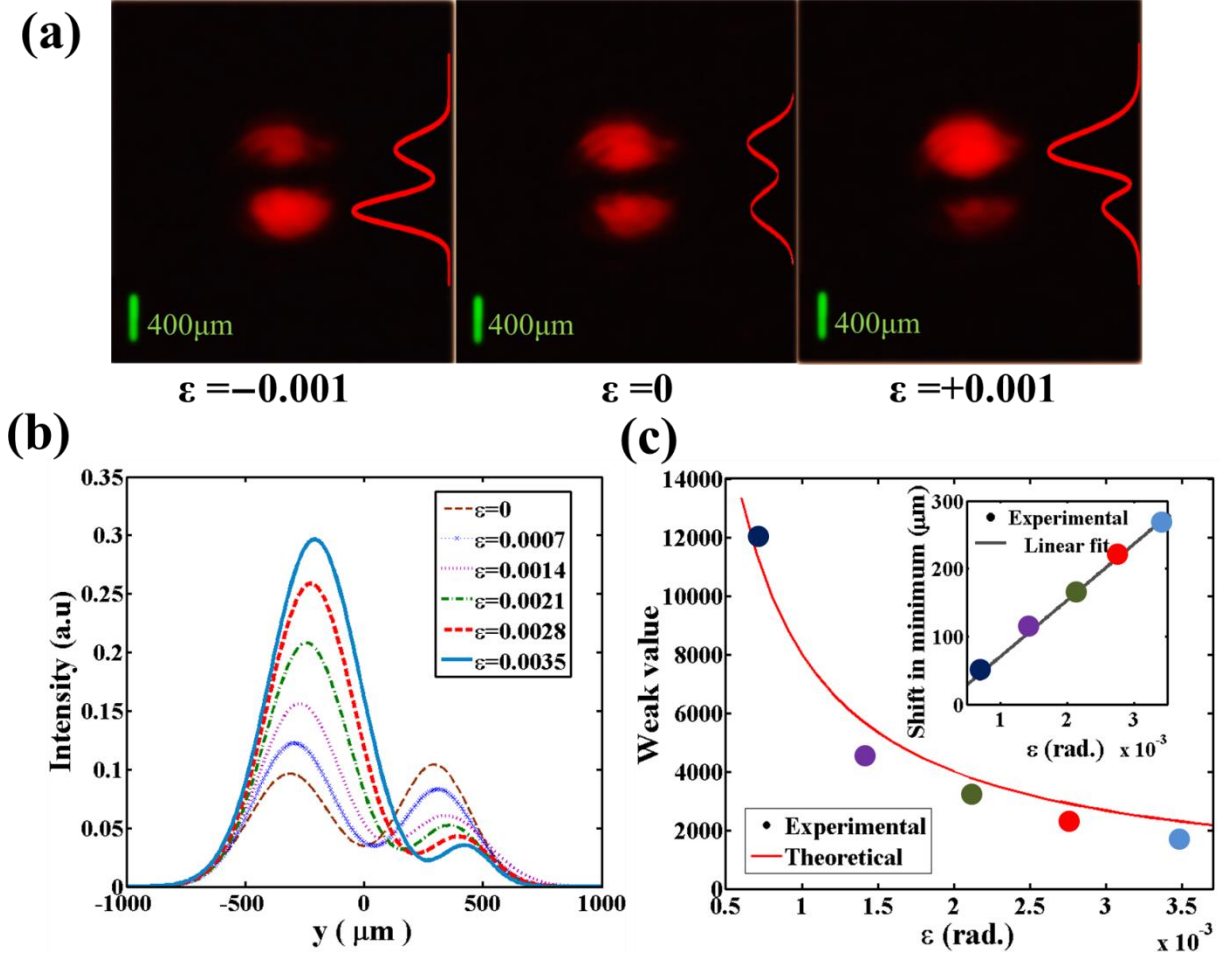 (a)
400μm
400μm
400μm
ε =−0.001
ε =0
ε =+0.001
(b)
(c)
0.35
0.3
0.25
0.2
0.15
0.1
0.05
0
Intensity (a.u)
-1000
-500
0
500
1000
y ( μm )
ε=0
ε=0.0007
ε=0.0014
ε=0.0021
ε=0.0028
ε=0.0035
14000
12000
10000
8000
6000
4000
2000
0
Weak value
0.5
1
1.5
2
2.5
3
3.5
ε (rad.)
x 10⁻³
Experimental
Theoretical
300
200
100
0
Shift in minimum (μm)
Experimental
Linear fit
1
2
3
ε (rad.)
x 10⁻³